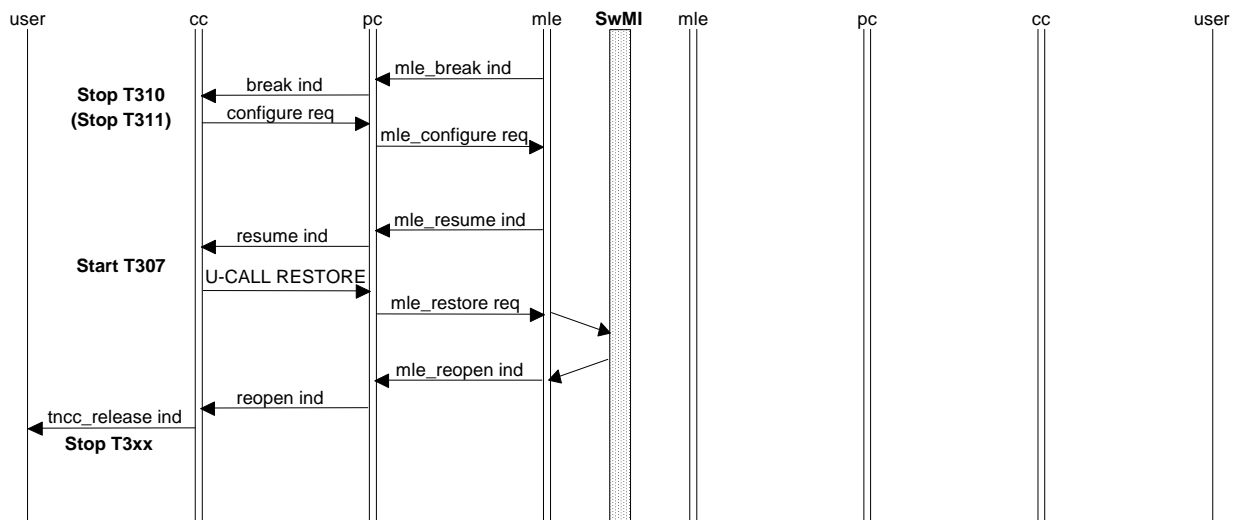 user cc pc mle SwMI mle pc cc user
mle_break ind
break ind
Stop T310
(Stop T311)
configure req
mle_configure req
mle_resume ind
resume ind
Start T307
U-CALL RESTORE
mle_restore req
mle_reopen ind
reopen ind
tncc_release ind
Stop T3xx